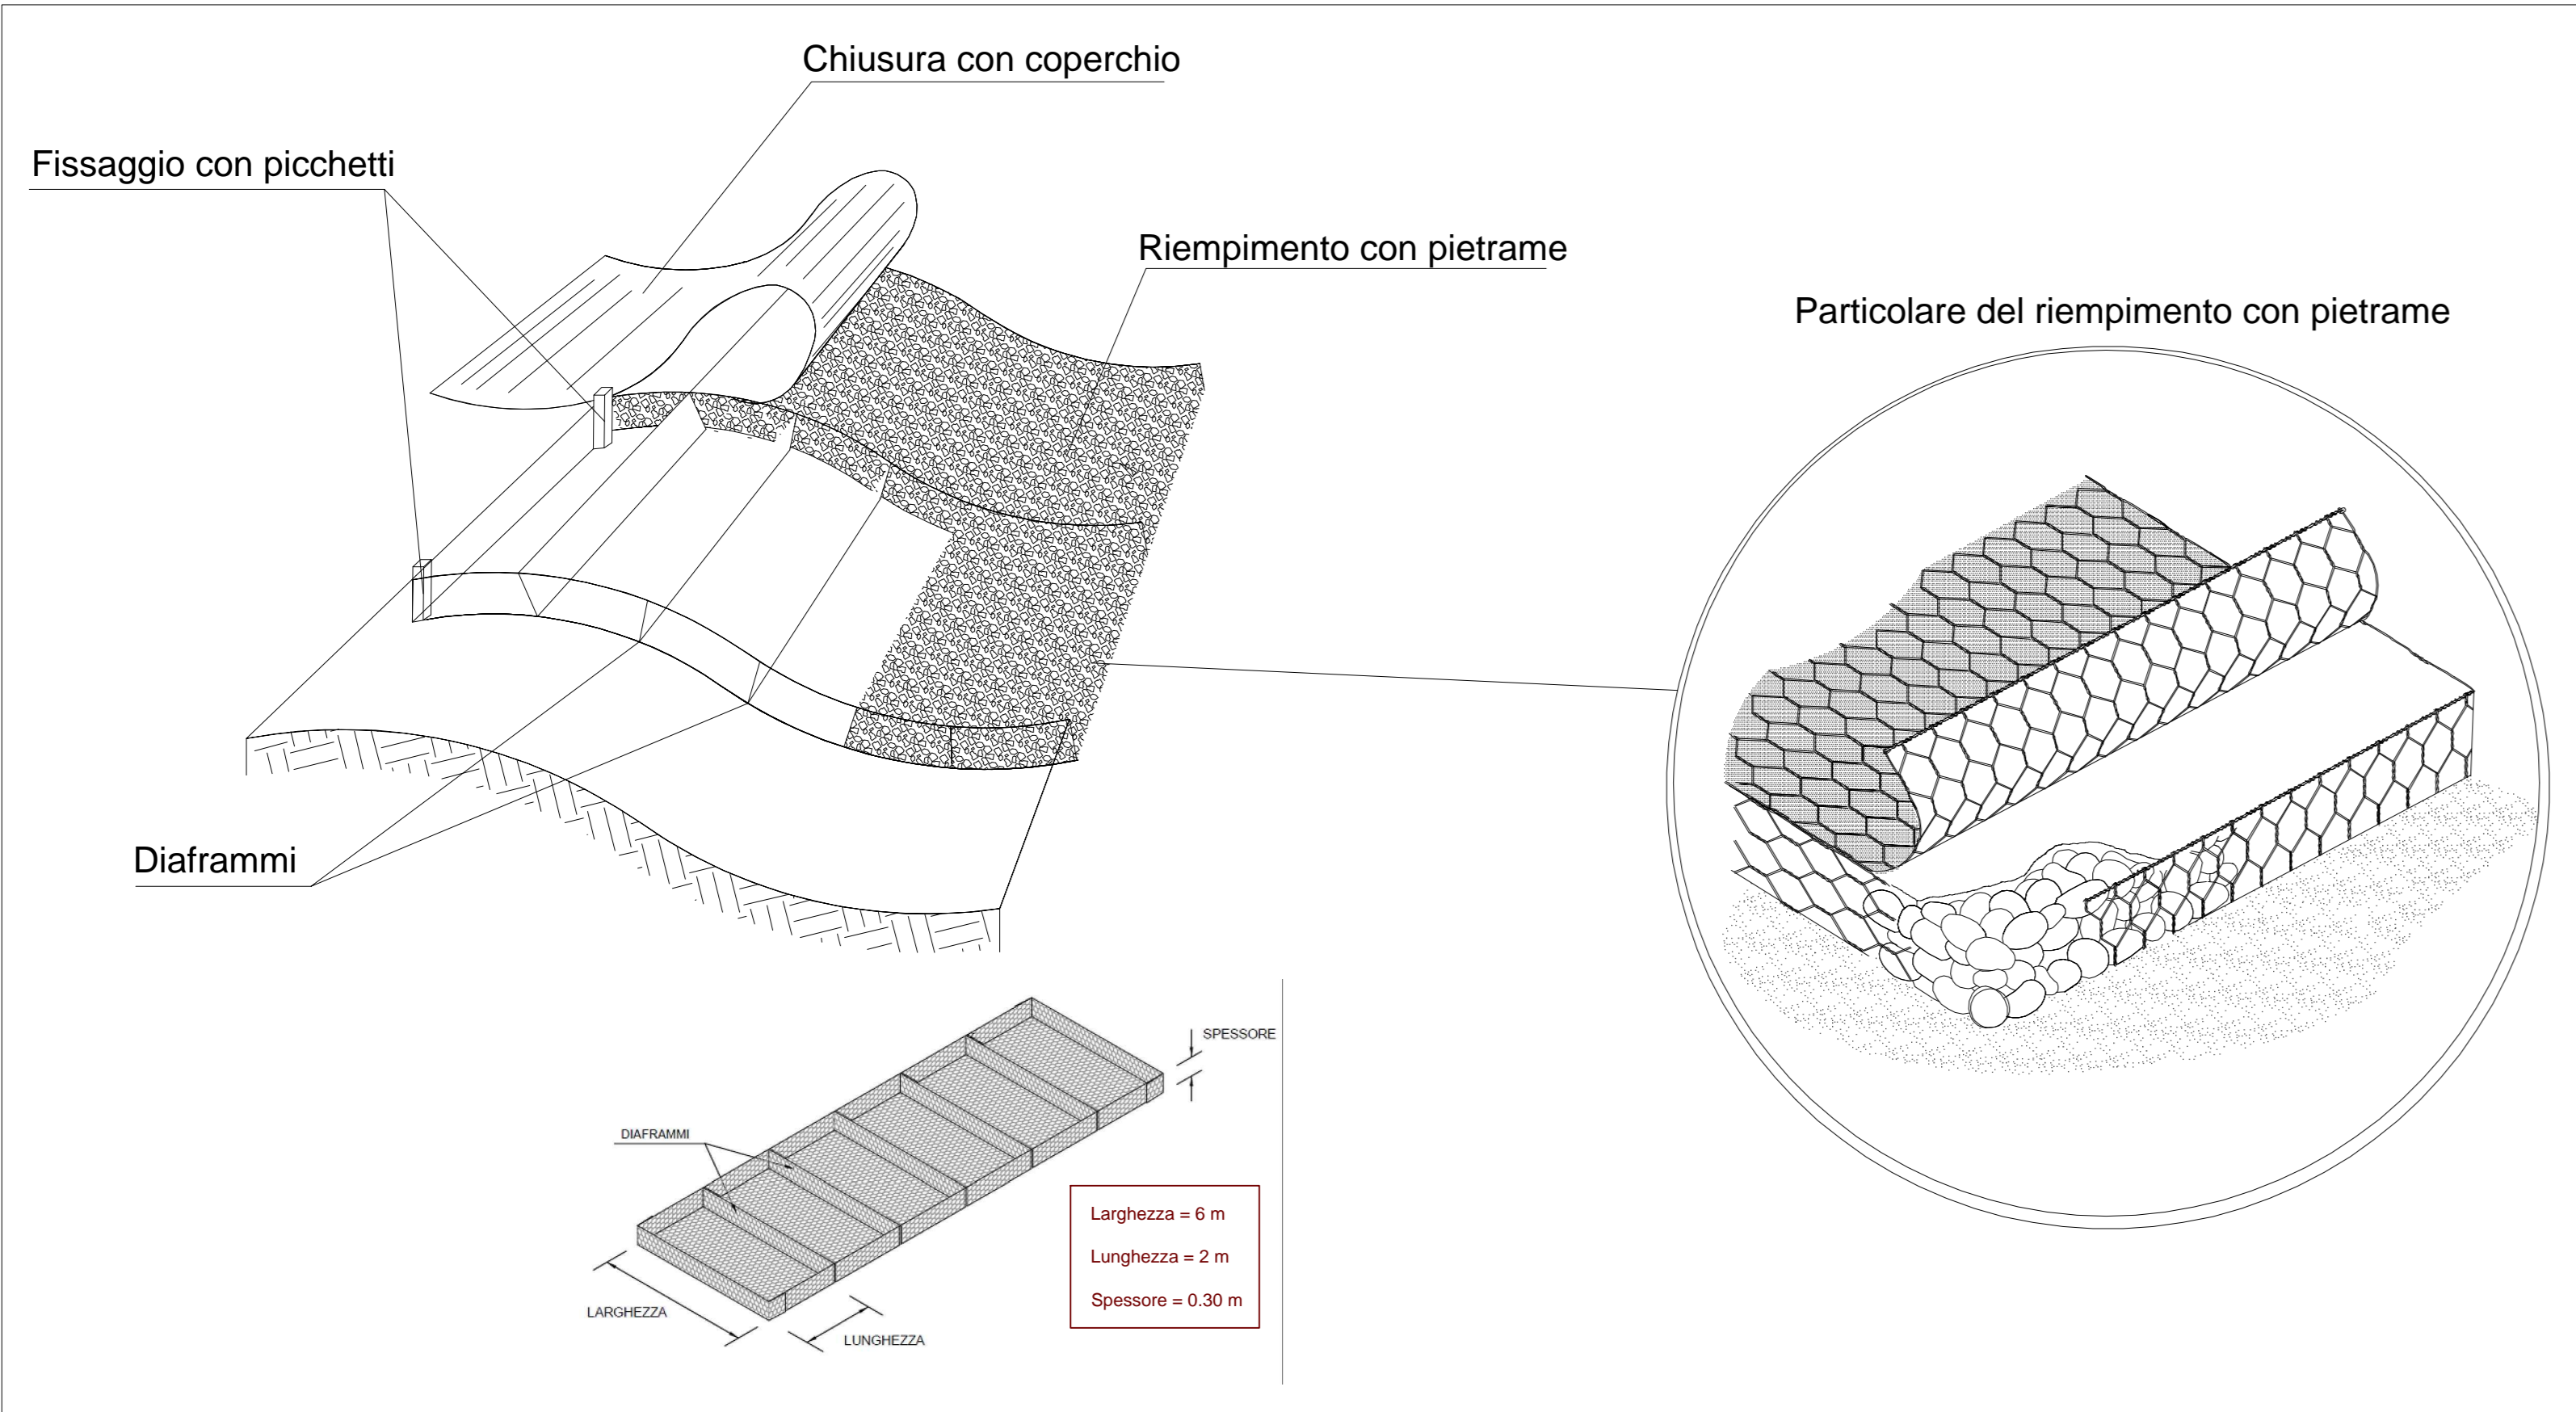 Chiusura con coperchio
Fissaggio con picchetti
Riempimento con pietrame
Particolare del riempimento con pietrame
Diaframmi
SPESSORE
DIAFRAMMI
Larghezza = 6 m
Lunghezza = 2 m
Spessore = 0.30 m
LARGHEZZA
LUNGHEZZA